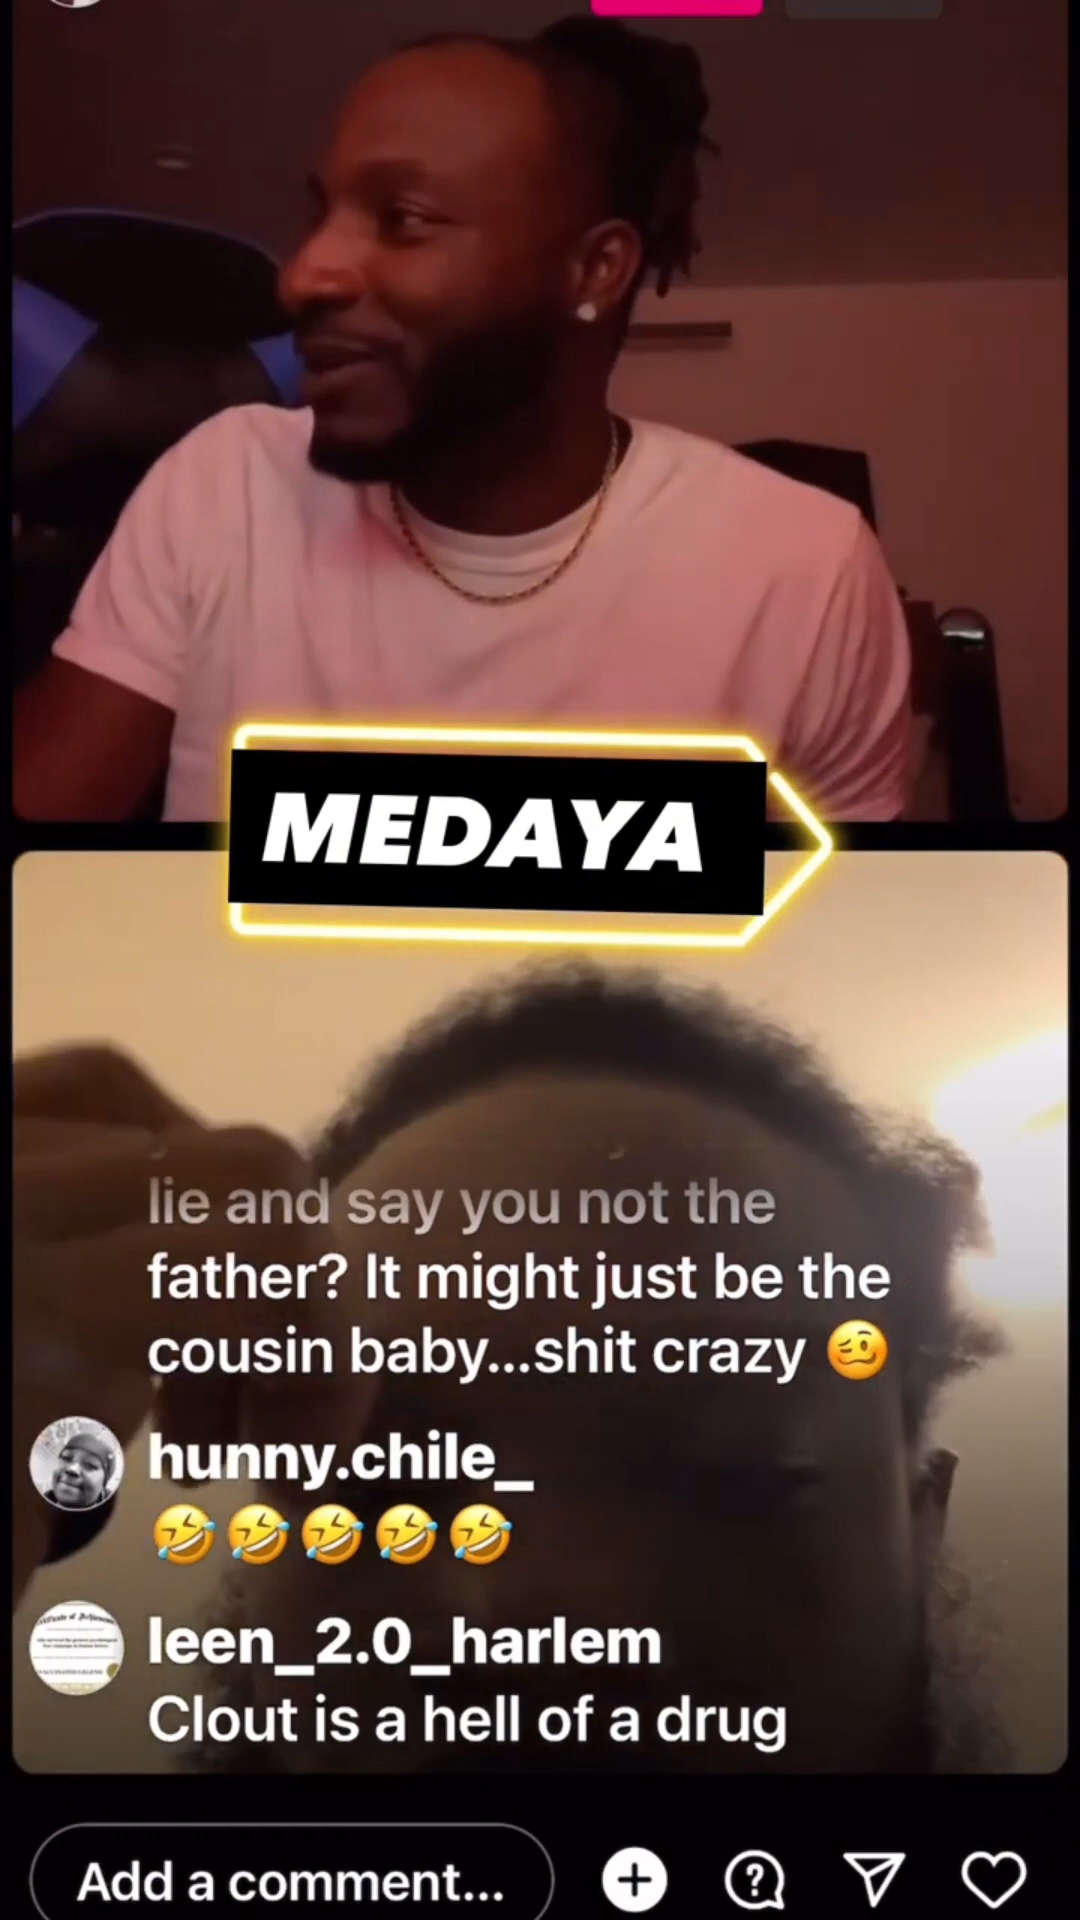 MEDAYA
lie and say you not the
father? It might just be the
cousin baby...shit crazy 🥴
hunny.chile_
🤣🤣🤣🤣🤣
leen_2.0_harlem
Clout is a hell of a drug
Add a comment...